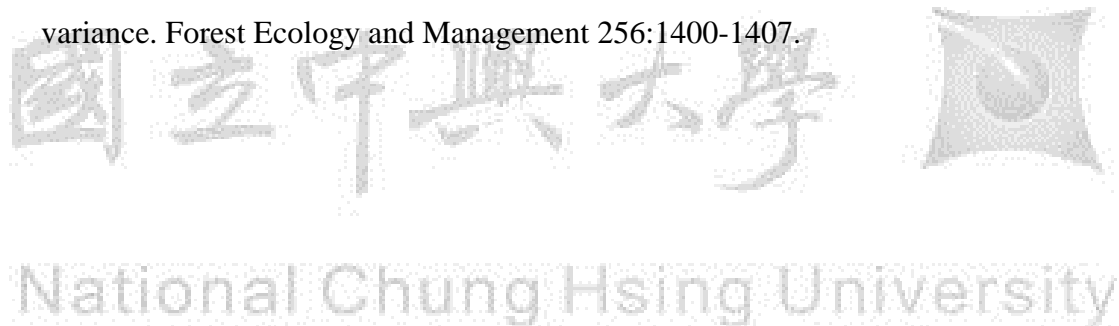 variance. Forest Ecology and Management 256:1400-1407.
國立中興大學
National Chung Hsing University